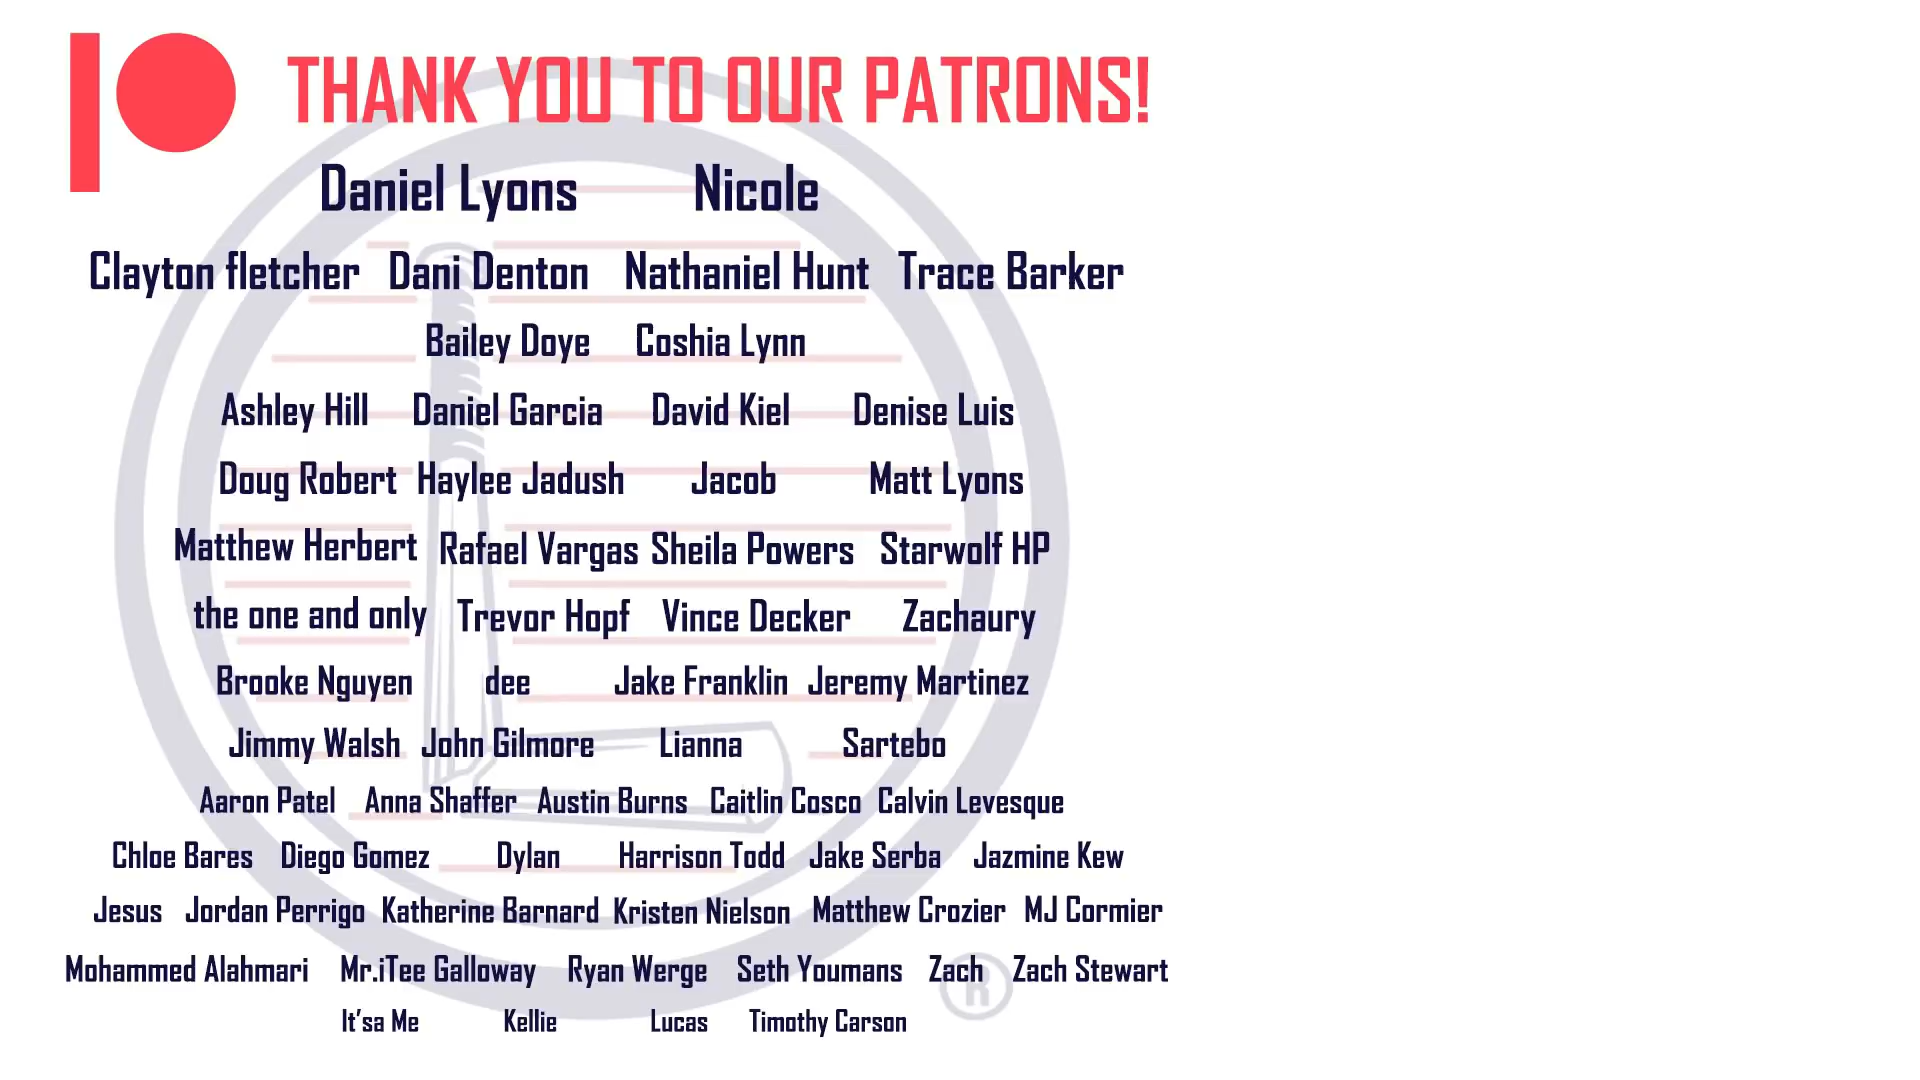 THANK YOU TO OUR PATRONS!
Daniel Lyons Nicole
Clayton fletcher Dani Denton Nathaniel Hunt Trace Barker
Bailey Doye Coshia Lynn
Ashley Hill Daniel Garcia David Kiel Denise Luis
Doug Robert Haylee Jadush Jacob Matt Lyons
Matthew Herbert Rafael Vargas Sheila Powers Starwolf HP
the one and only Trevor Hopf Vince Decker Zachaury
Brooke Nguyen dee Jake Franklin Jeremy Martinez
Jimmy Walsh John Gilmore Lianna Sartebo
Aaron Patel Anna Shaffer Austin Burns Caitlin Cosco Calvin Levesque
Chloe Bares Diego Gomez Dylan Harrison Todd Jake Serba Jazmine Kew
Jesus Jordan Perrigo Katherine Barnard Kristen Nielson Matthew Crozier MJ Cormier
Mohammed Alahmari Mr.iTee Galloway Ryan Werge Seth Youmans Zach Zach Stewart
®
It'sa Me Kellie Lucas Timothy Carson